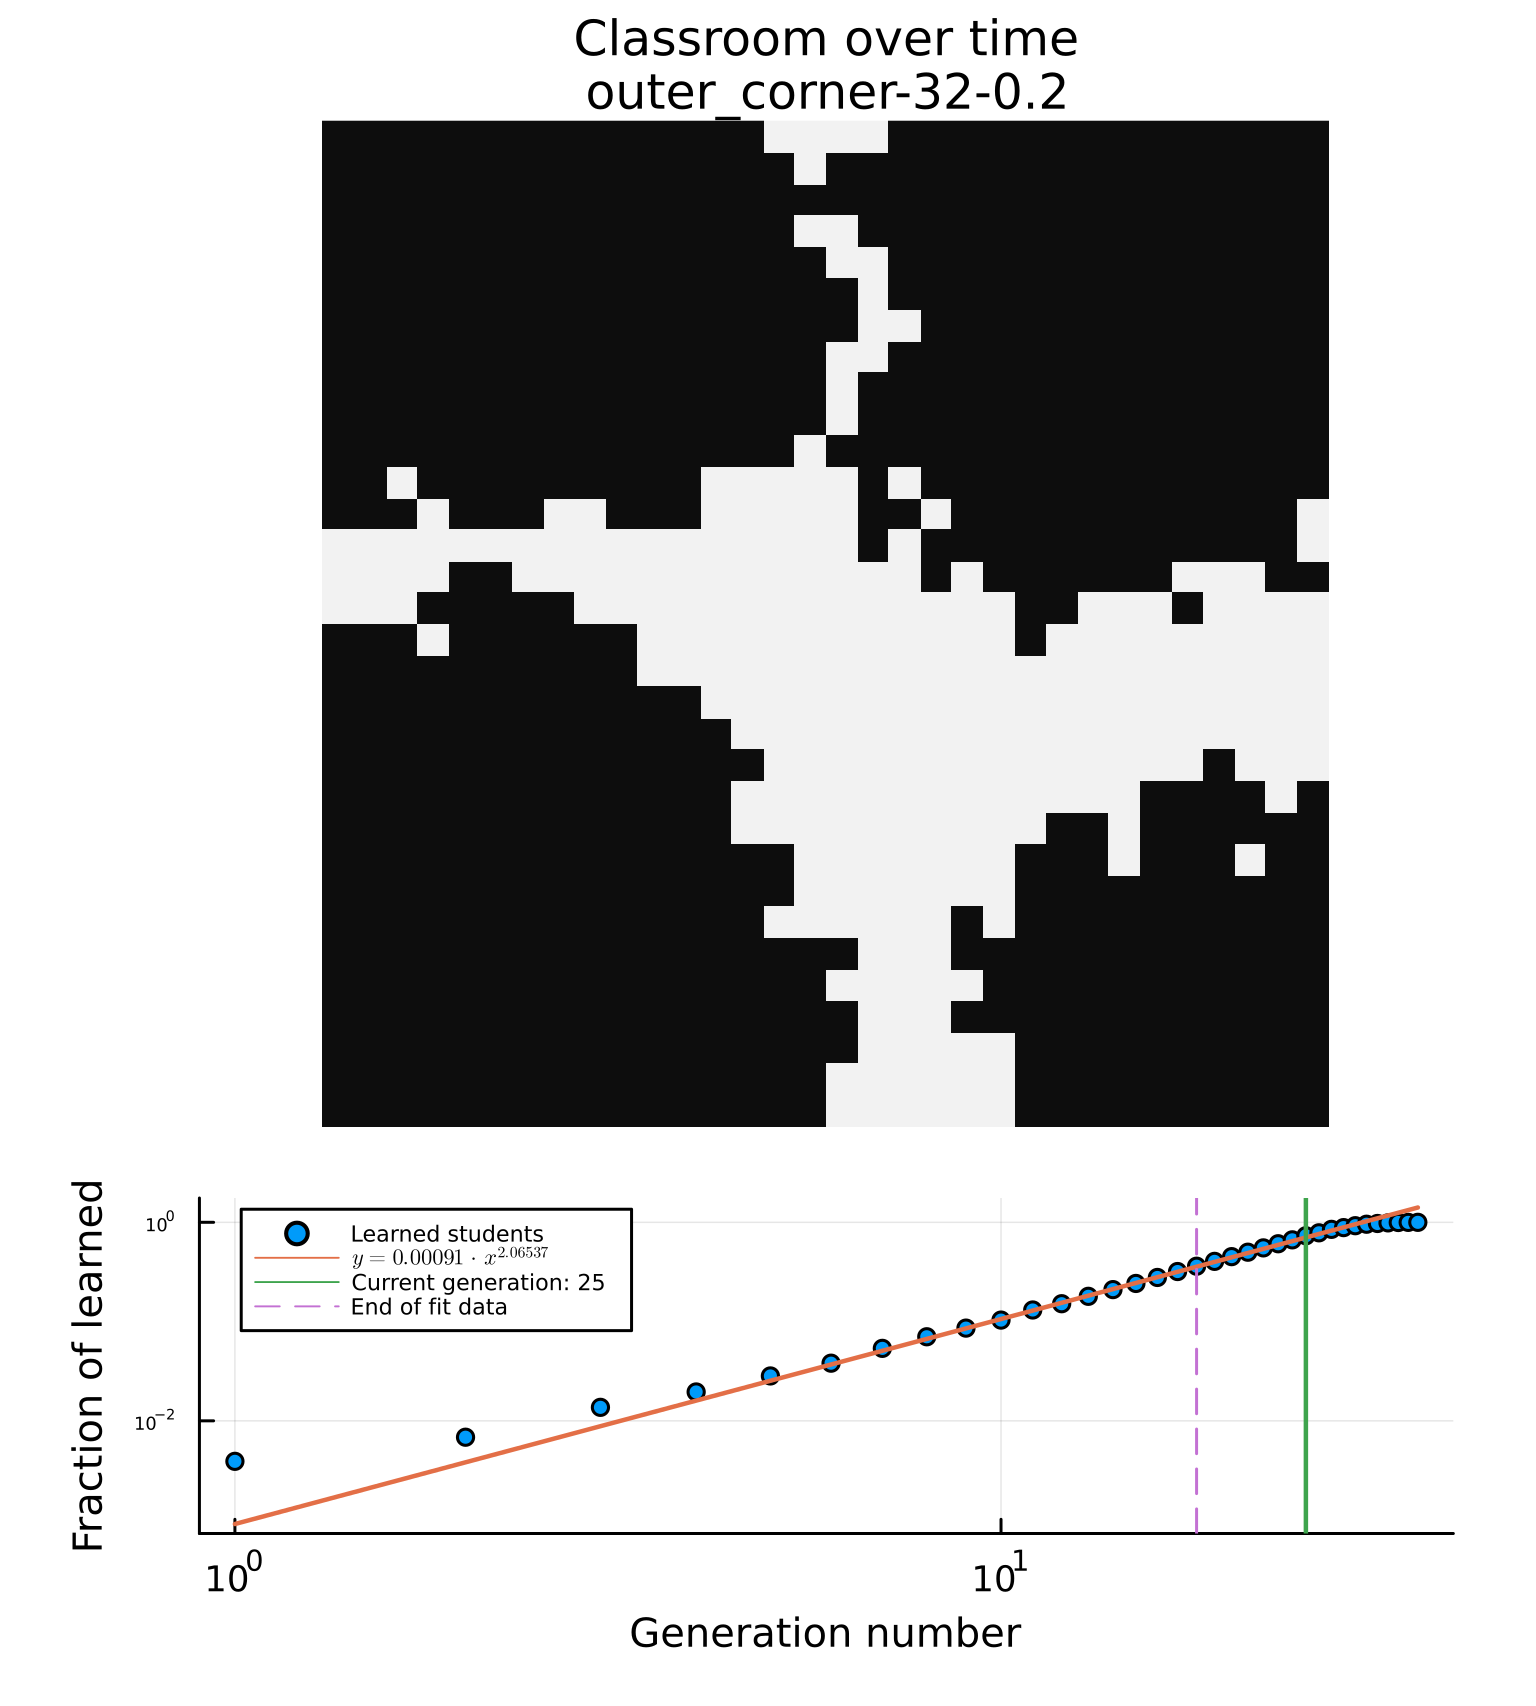 Classroom over time
outer_corner-32-0.2
Fraction of learned
10^0
10^−2
Learned students
y = 0.00091 · x^2.06537
Current generation: 25
End of fit data
10^0
10^1
Generation number